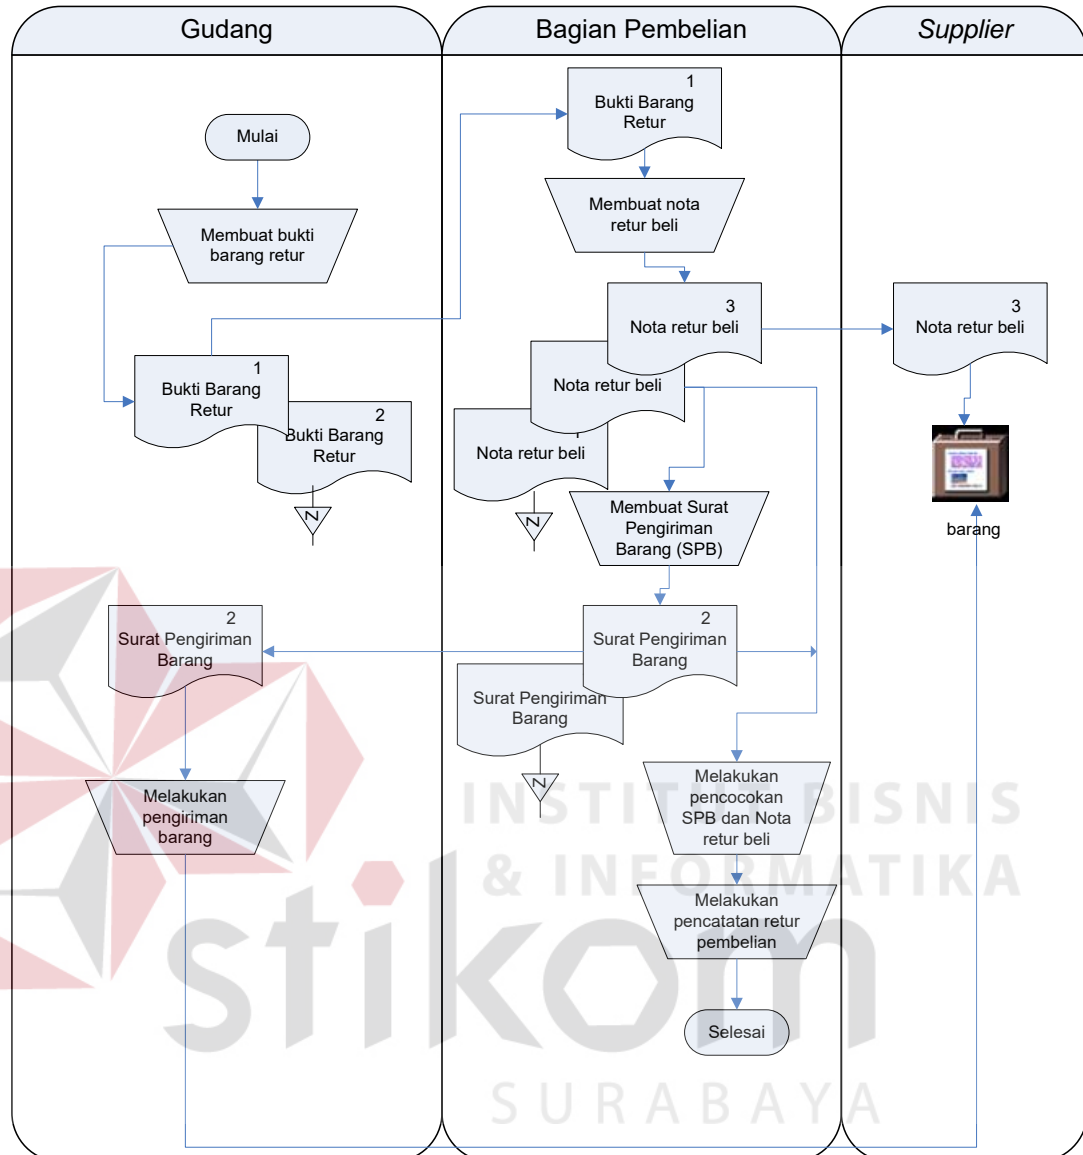 Gudang
Bagian Pembelian
Supplier
Mulai
Membuat bukti
barang retur
1
Bukti Barang
Retur
2
Bukti Barang
Retur
Z
1
Bukti Barang
Retur
Membuat nota
retur beli
3
Nota retur beli
Nota retur beli
Nota retur beli
Z
Membuat Surat
Pengiriman
Barang (SPB)
2
Surat Pengiriman
Barang
Surat Pengiriman
Barang
Z
Melakukan
pencocokan
SPB dan Nota
retur beli
Melakukan
pencatatan retur
pembelian
Selesai
3
Nota retur beli
barang
2
Surat Pengiriman
Barang
Melakukan
pengiriman
barang
INSTITUT BISNIS
& INFORMATIKA
stikom
SURABAYA